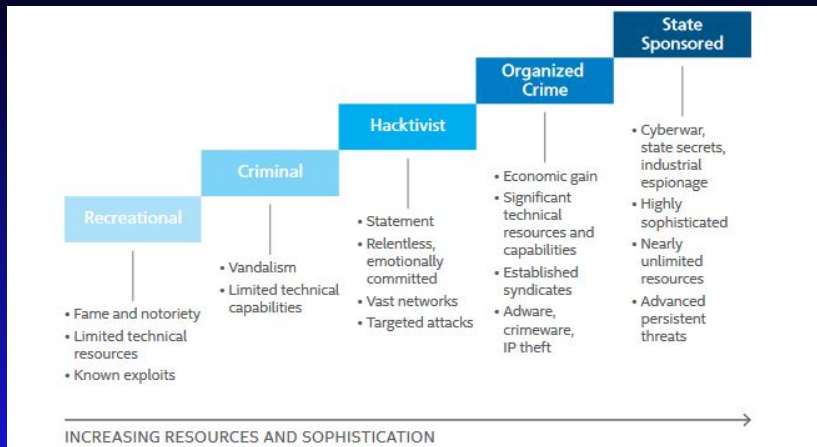 State
Sponsored
Organized
Crime
Hacktivist
Criminal
Recreational
• Fame and notoriety
• Limited technical
resources
• Known exploits
• Vandalism
• Limited technical
capabilities
• Statement
• Relentless,
emotionally
committed
• Vast networks
• Targeted attacks
• Economic gain
• Significant
technical
resources and
capabilities
• Established
syndicates
• Adware,
crimeware,
IP theft
• Cyberwar,
state secrets,
industrial
espionage
• Highly
sophisticated
• Nearly
unlimited
resources
• Advanced
persistent
threats
INCREASING RESOURCES AND SOPHISTICATION